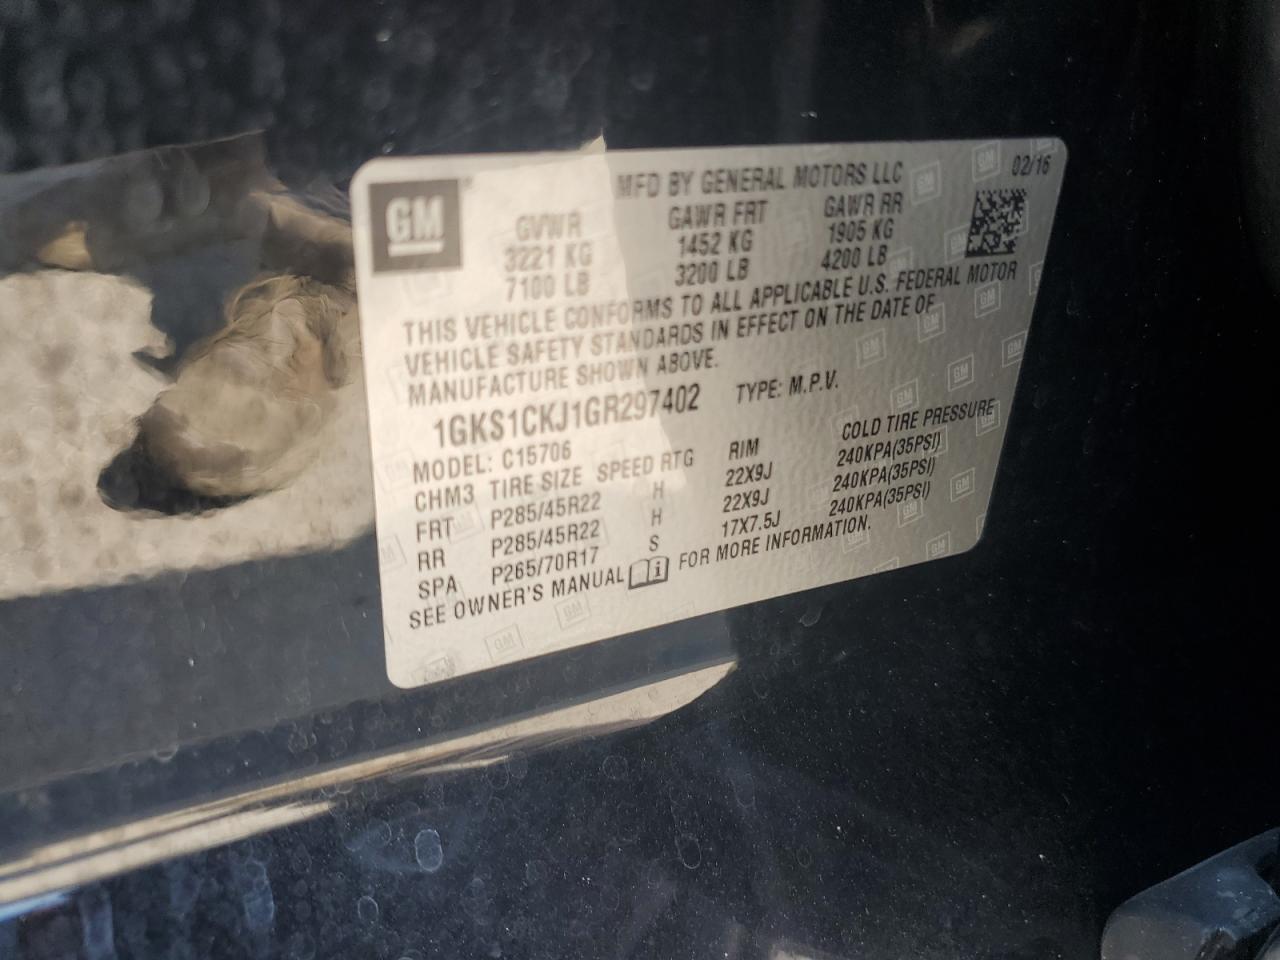 GM
MFD BY GENERAL MOTORS LLC 02/16
GVWR GAWR FRT GAWR RR
3221 KG 1452 KG 1905 KG
7100 LB 3200 LB 4200 LB
THIS VEHICLE CONFORMS TO ALL APPLICABLE U.S. FEDERAL MOTOR
VEHICLE SAFETY STANDARDS IN EFFECT ON THE DATE OF
MANUFACTURE SHOWN ABOVE.
1GKS1CKJ1GR297402 TYPE: M.P.V.
MODEL: C15706
CHM3 TIRE SIZE SPEED RTG RIM COLD TIRE PRESSURE
FRT P285/45R22 H 22X9J 240KPA(35PSI)
RR P285/45R22 H 22X9J 240KPA(35PSI)
SPA P265/70R17 S 17X7.5J 240KPA(35PSI)
SEE OWNER'S MANUAL FOR MORE INFORMATION.